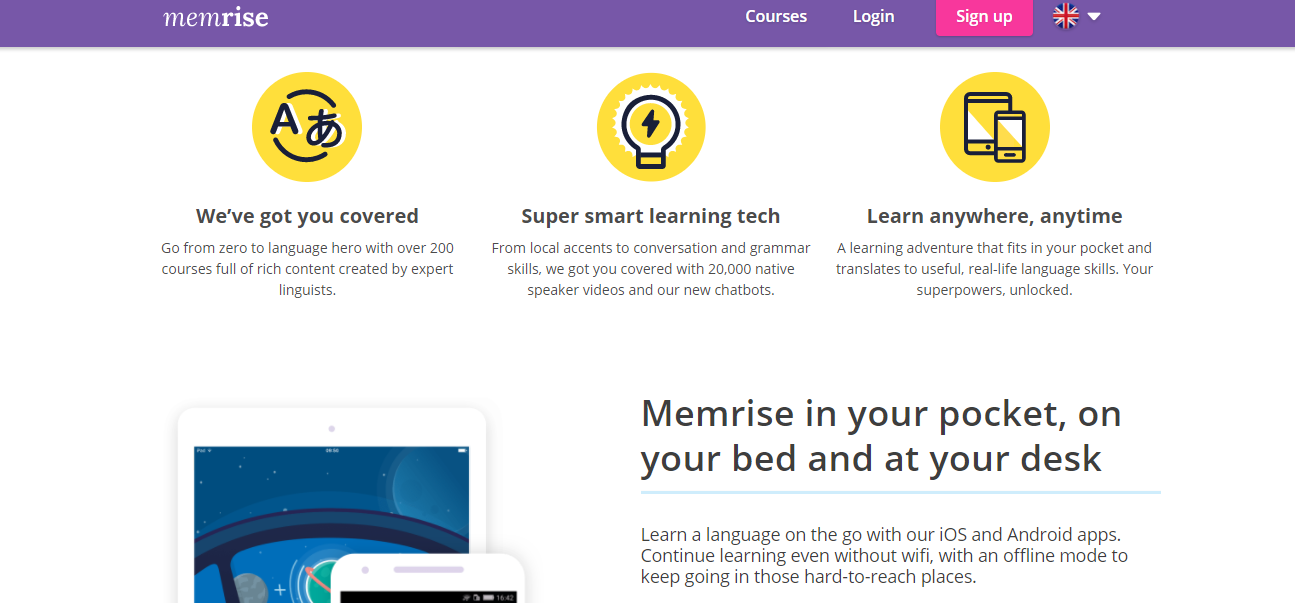 memrise
Courses Login Sign up
A あ
We’ve got you covered
Go from zero to language hero with over 200
courses full of rich content created by expert
linguists.
Super smart learning tech
From local accents to conversation and grammar
skills, we got you covered with 20,000 native
speaker videos and our new chatbots.
Learn anywhere, anytime
A learning adventure that fits in your pocket and
translates to useful, real-life language skills. Your
superpowers, unlocked.
Memrise in your pocket, on
your bed and at your desk
Learn a language on the go with our iOS and Android apps.
Continue learning even without wifi, with an offline mode to
keep going in those hard-to-reach places.
16:42